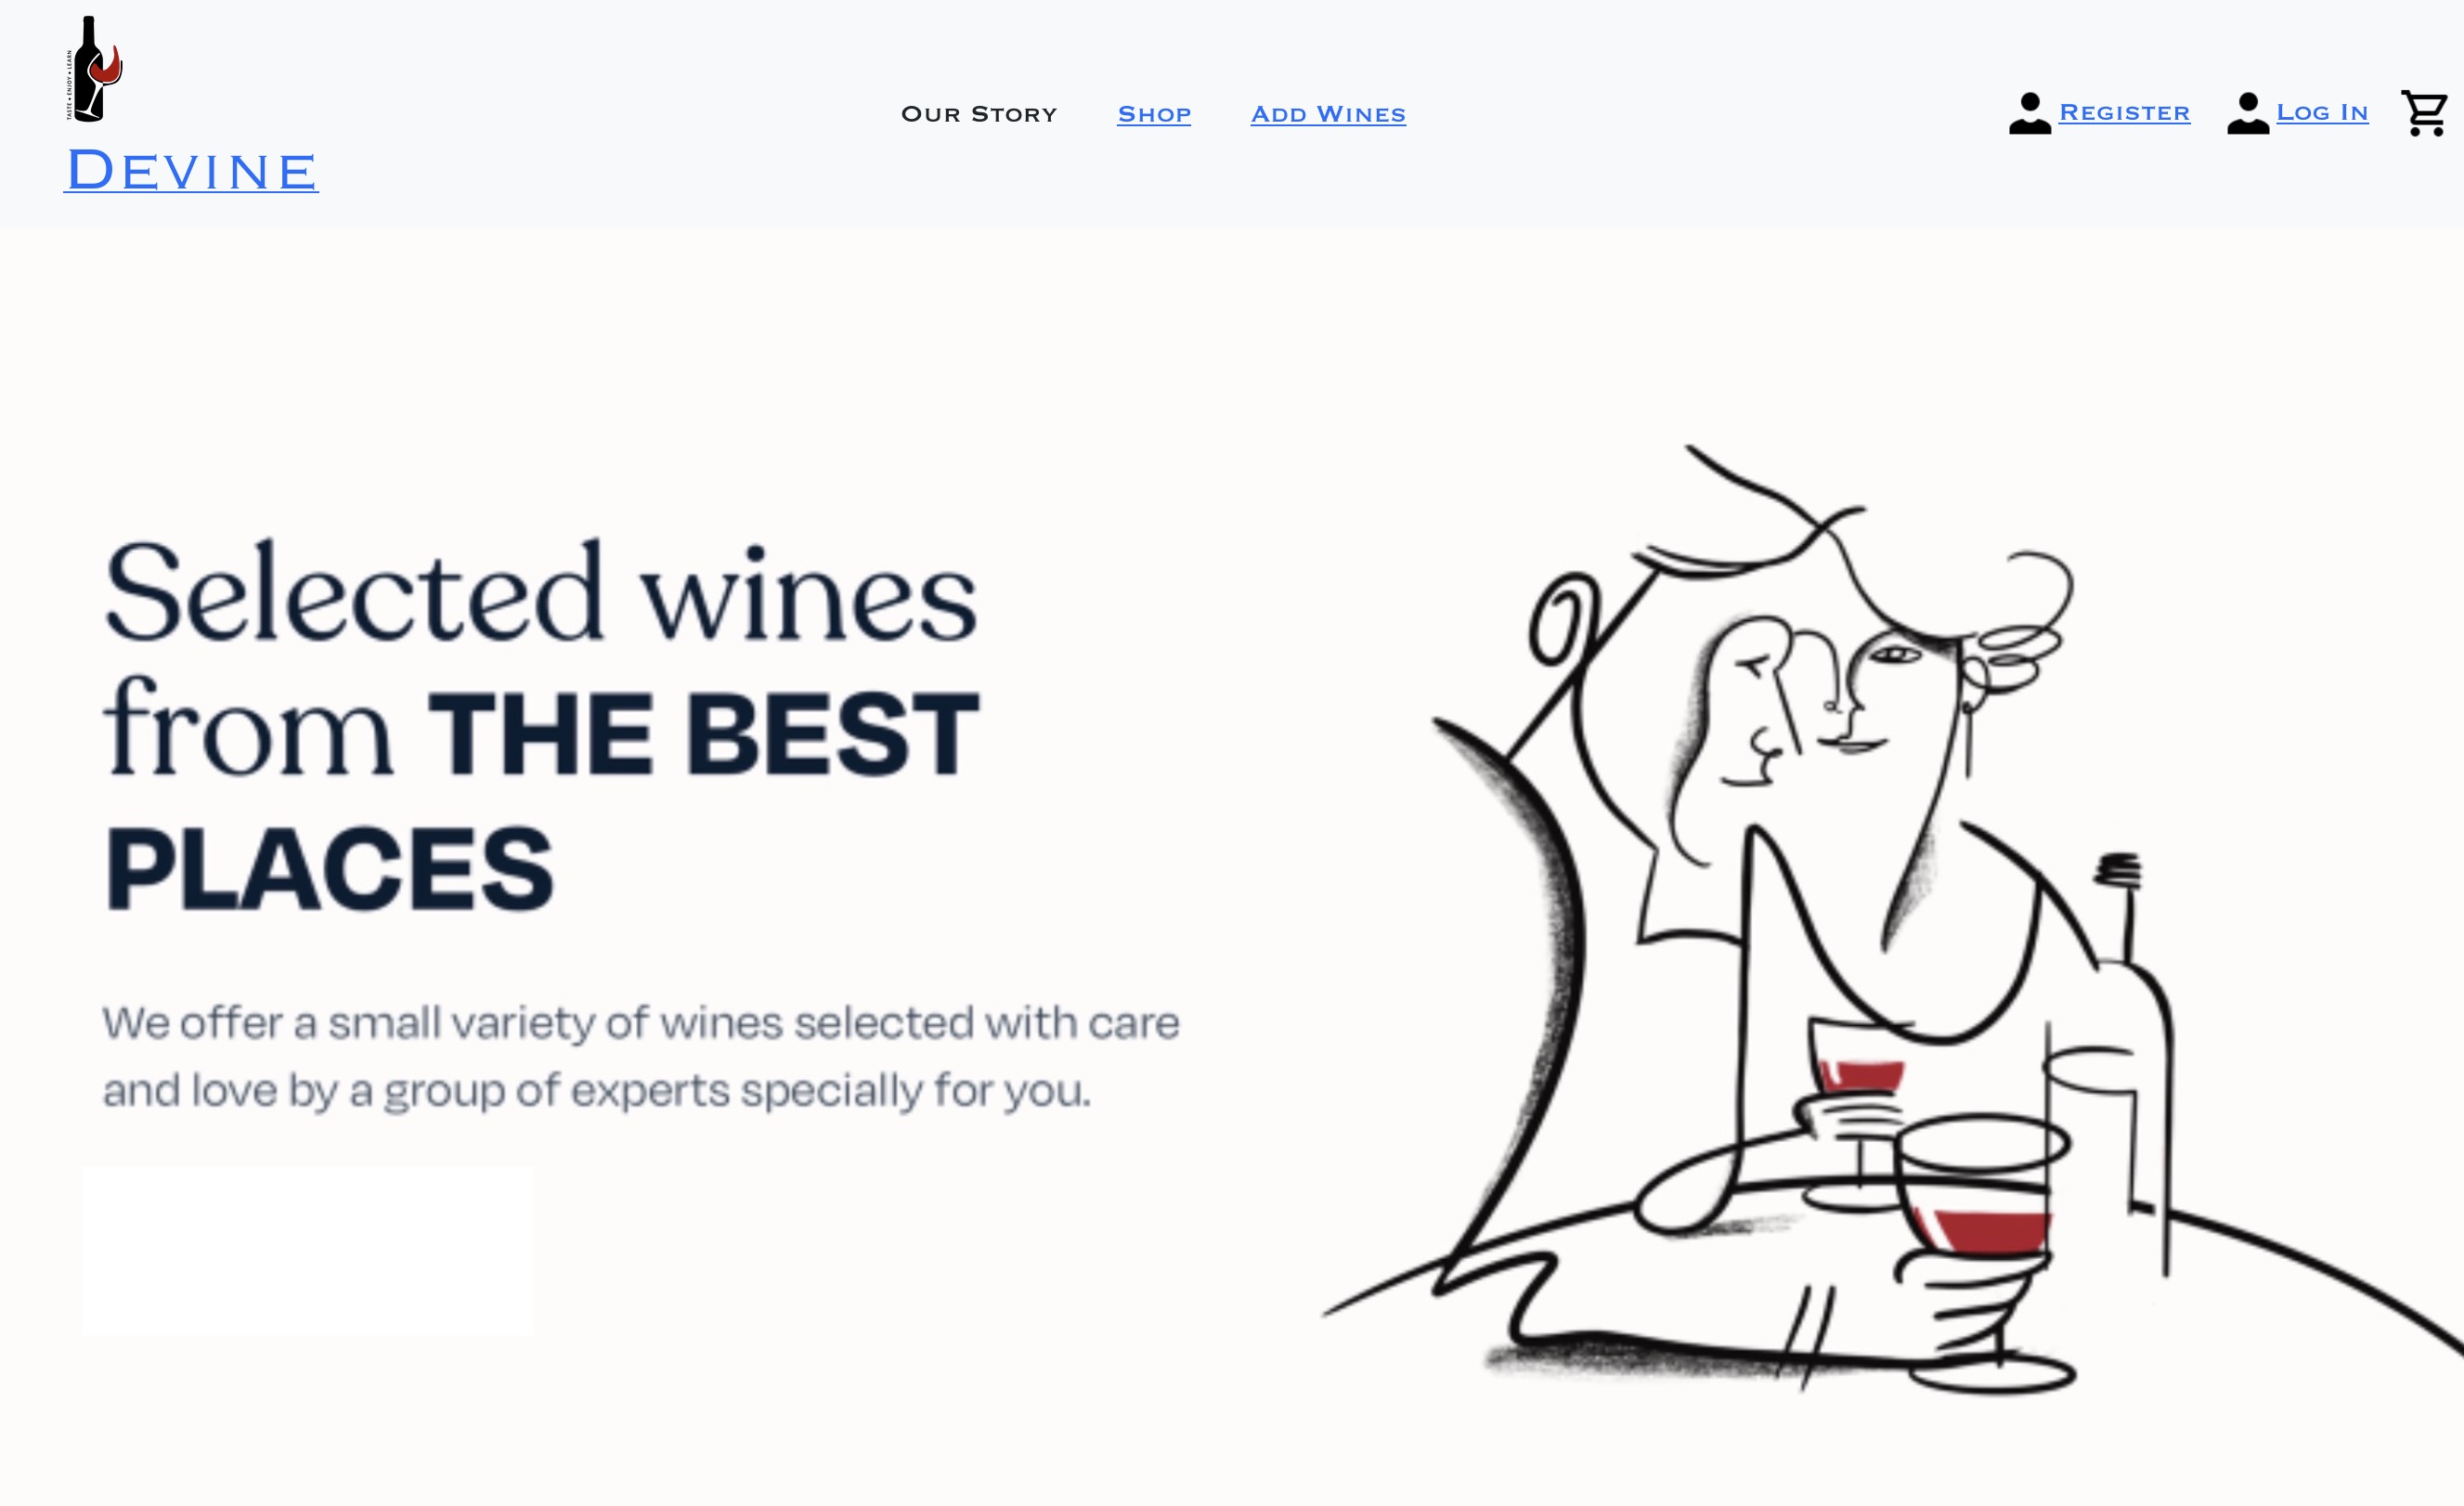 TASTE • ENJOY • LEARN
DEVINE
OUR STORY
SHOP
ADD WINES
REGISTER
LOG IN
Selected wines
from THE BEST
PLACES
We offer a small variety of wines selected with care
and love by a group of experts specially for you.